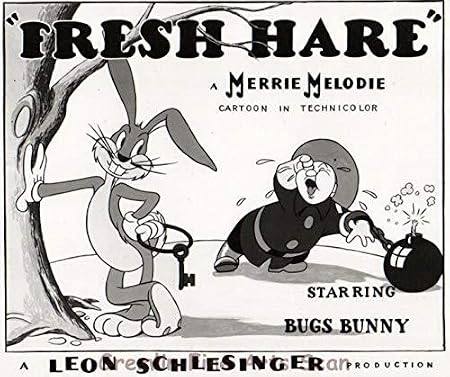 "FRESH HARE"
A MERRIE MELODIE
CARTOON IN TECHNICOLOR
STARRING
BUGS BUNNY
A LEON SCHLESINGER PRODUCTION